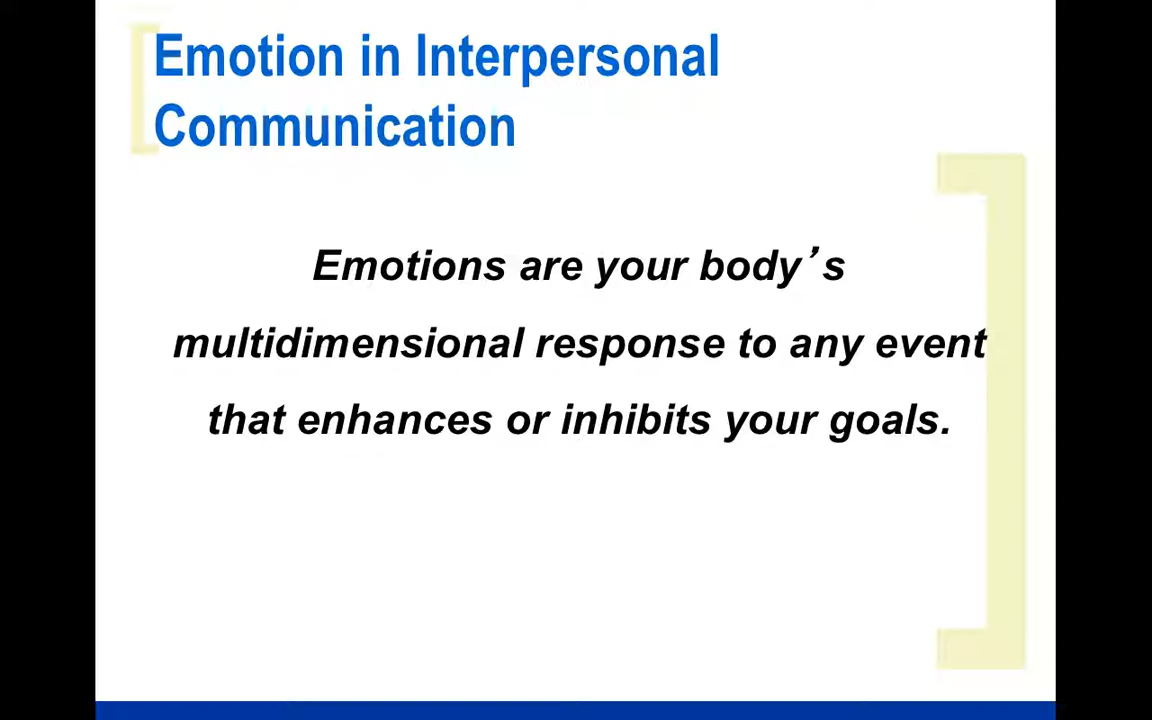 Emotion in Interpersonal
Communication
Emotions are your body’s
multidimensional response to any event
that enhances or inhibits your goals.